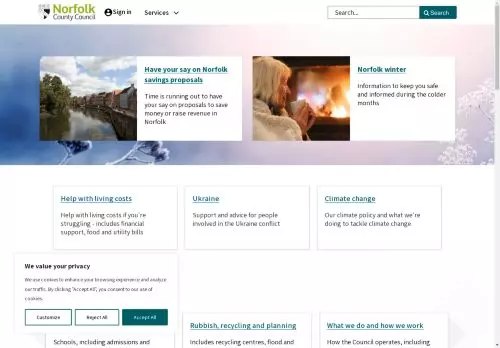 Norfolk
County Council
Sign in
Services
Search...
Search
Have your say on Norfolk
savings proposals
Time is running out to have
your say on proposals to save
money or raise revenue in
Norfolk
Norfolk winter
Information to keep you safe
and informed during the colder
months
Help with living costs
Help with living costs if you're
struggling - includes financial
support, food and utility bills
Ukraine
Support and advice for people
involved in the Ukraine conflict
Climate change
Our climate policy and what we're
doing to tackle climate change
We value your privacy
We use cookies to enhance your browsing experience and analyze
our traffic. By clicking "Accept All", you consent to our use of
cookies.
Customize
Reject All
Accept All
Schools, including admissions and
Rubbish, recycling and planning
Includes recycling centres, flood and
What we do and how we work
How the Council operates, including